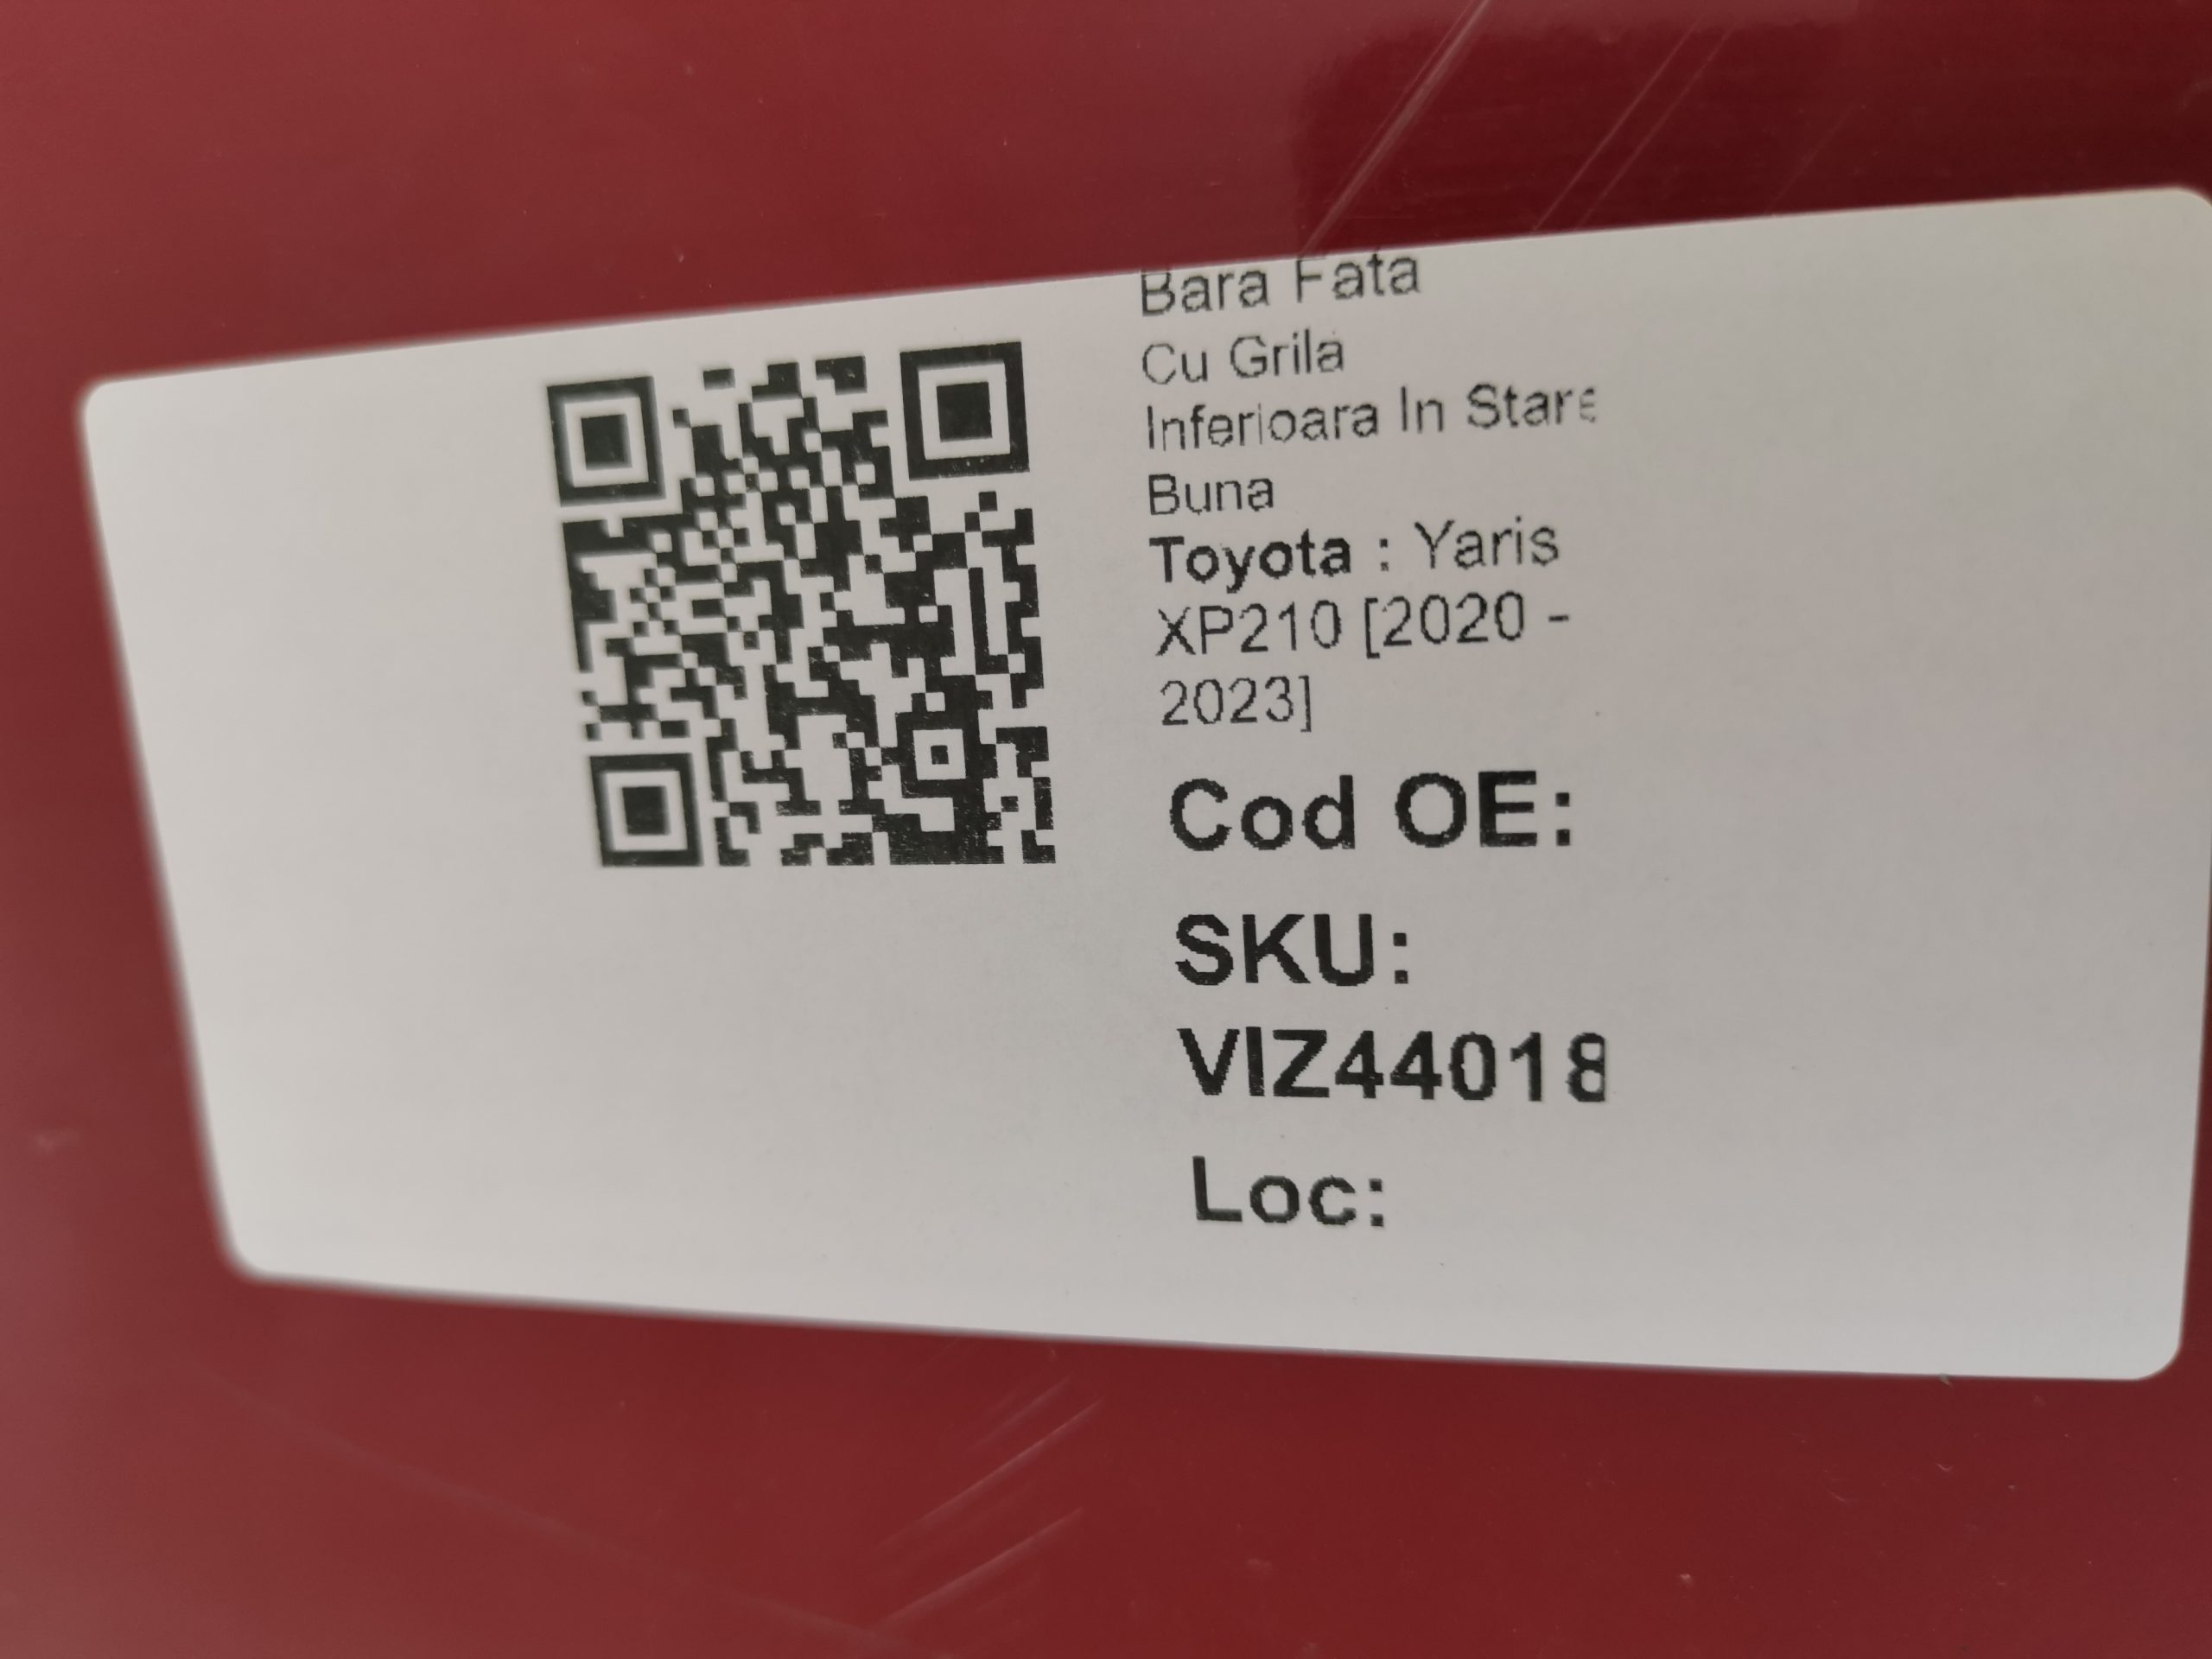 Bara Fata
Cu Grila
Inferioara In Stare
Buna
Toyota : Yaris
XP210 [2020 -
2023]
Cod OE:
SKU:
VIZ44018
Loc: